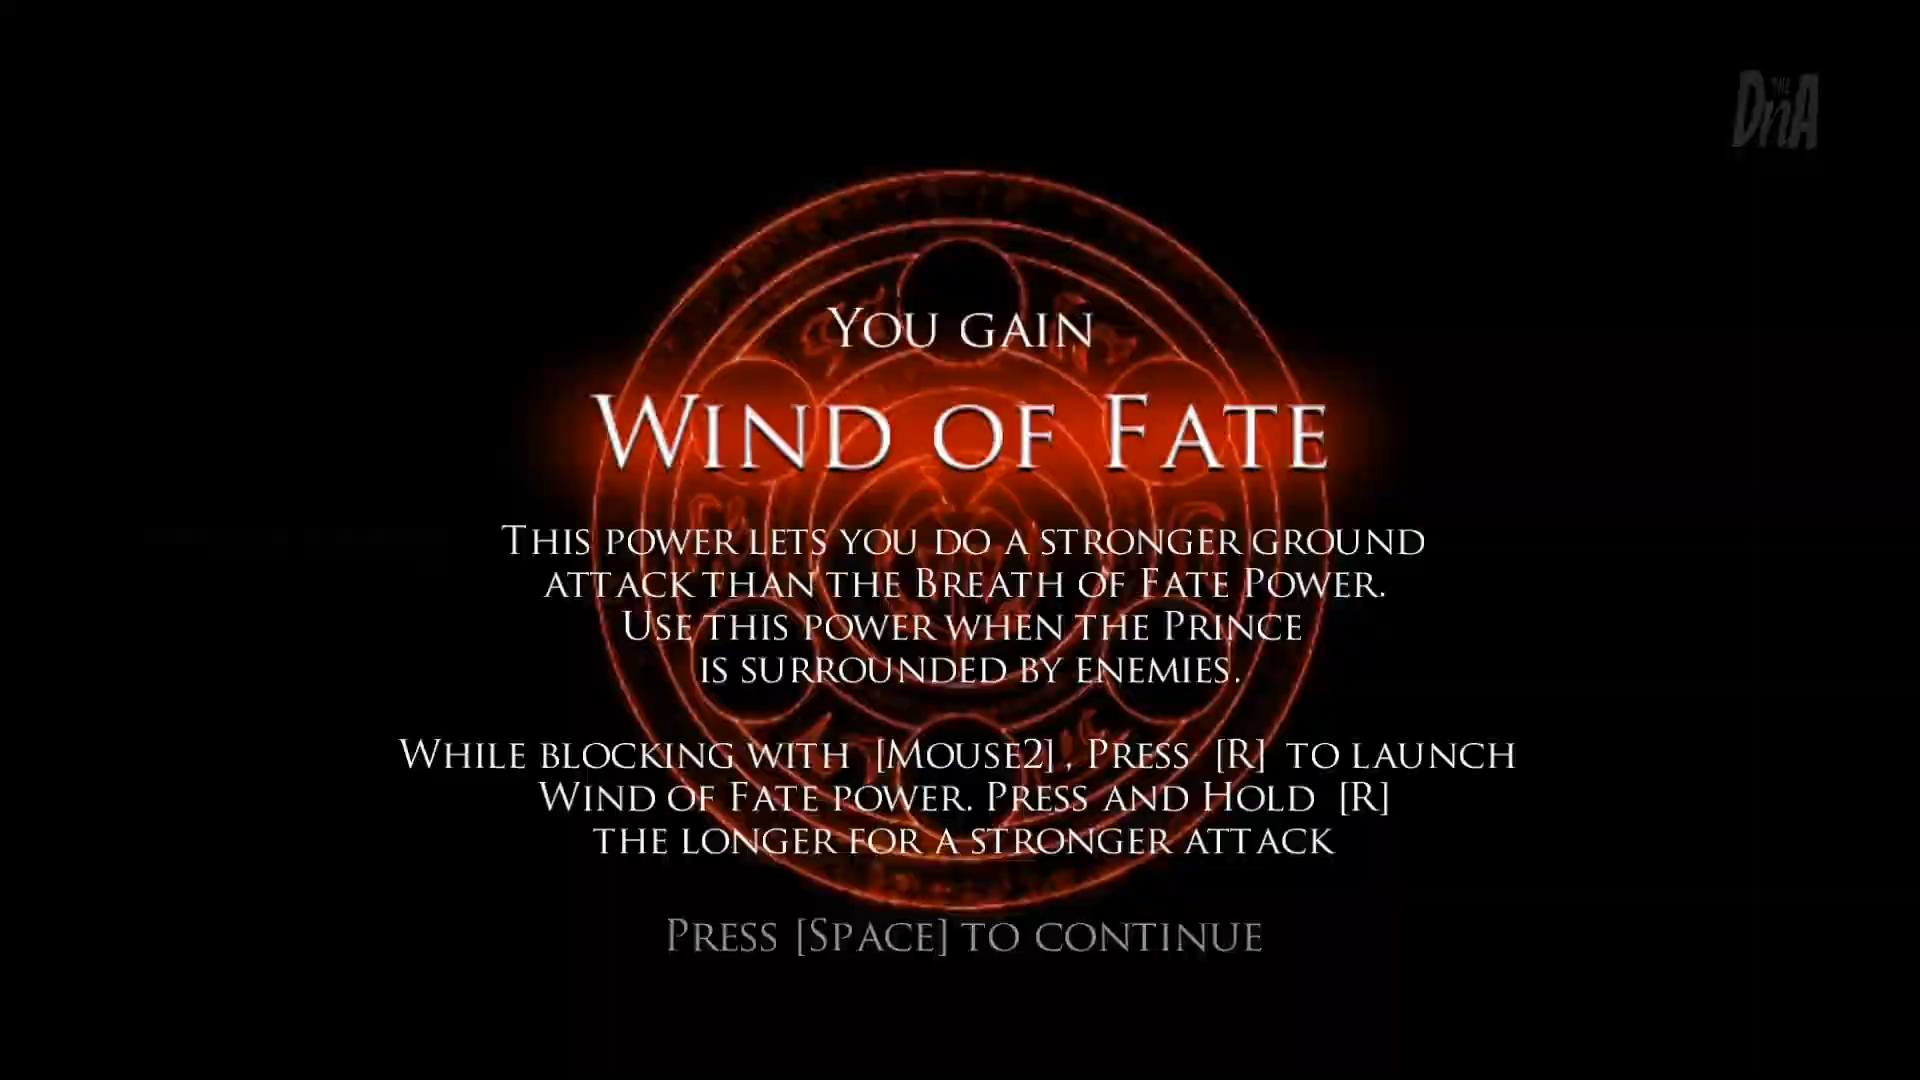 THE DnA
You gain
Wind of Fate
This power lets you do a stronger ground
attack than the Breath of Fate Power.
Use this power when the Prince
is surrounded by enemies.
While blocking with [Mouse2] , Press [R] to launch
Wind of Fate power. Press and Hold [R]
the longer for a stronger attack
Press [Space] to continue